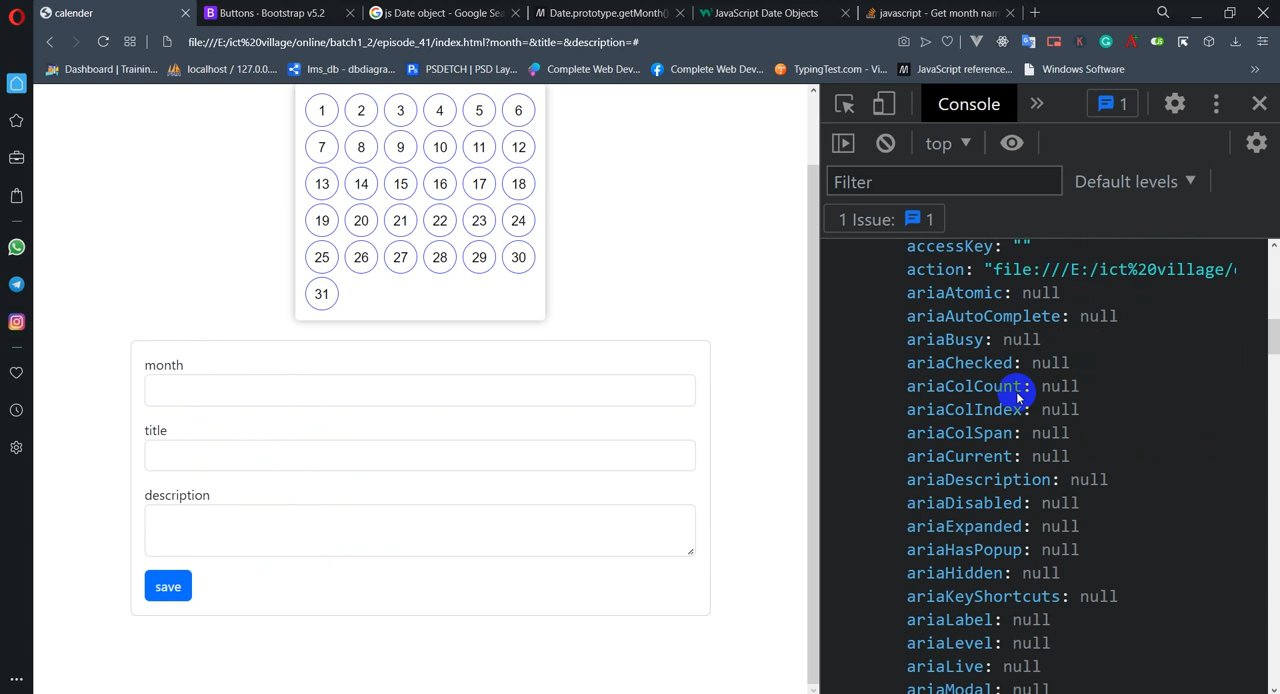 calender
Buttons · Bootstrap v5.2
js Date object - Google Sea
Date.prototype.getMonth()
JavaScript Date Objects
javascript - Get month nam
file:///E:/ict%20village/online/batch1_2/episode_41/index.html?month=&title=&description=#
Dashboard | Trainin...
localhost / 127.0.0....
lms_db - dbdiagra...
PSDETCH | PSD Lay...
Complete Web Dev...
Complete Web Dev...
TypingTest.com - Vi...
JavaScript reference...
Windows Software
1 2 3 4 5 6
7 8 9 10 11 12
13 14 15 16 17 18
19 20 21 22 23 24
25 26 27 28 29 30
31
month
title
description
save
Console
1
top
Filter
Default levels
1 Issue: 1
accessKey: ""
action: "file:///E:/ict%20village/
ariaAtomic: null
ariaAutoComplete: null
ariaBusy: null
ariaChecked: null
ariaColCount: null
ariaColIndex: null
ariaColSpan: null
ariaCurrent: null
ariaDescription: null
ariaDisabled: null
ariaExpanded: null
ariaHasPopup: null
ariaHidden: null
ariaKeyShortcuts: null
ariaLabel: null
ariaLevel: null
ariaLive: null
ariaModal: null